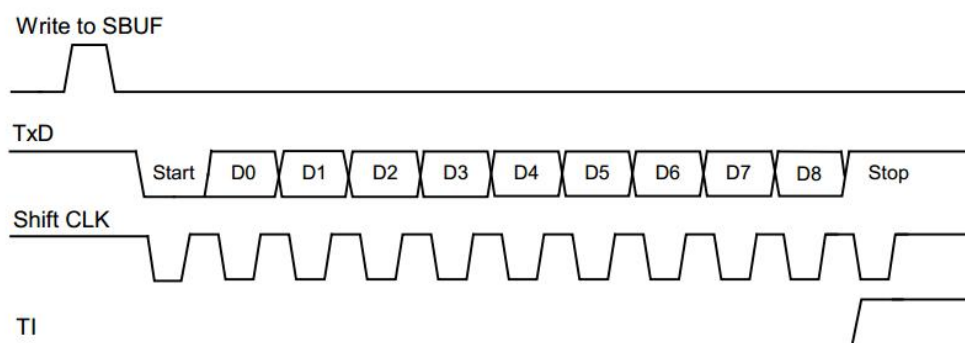 Write to SBUF
TxD
Start D0 D1 D2 D3 D4 D5 D6 D7 D8 Stop
Shift CLK
TI